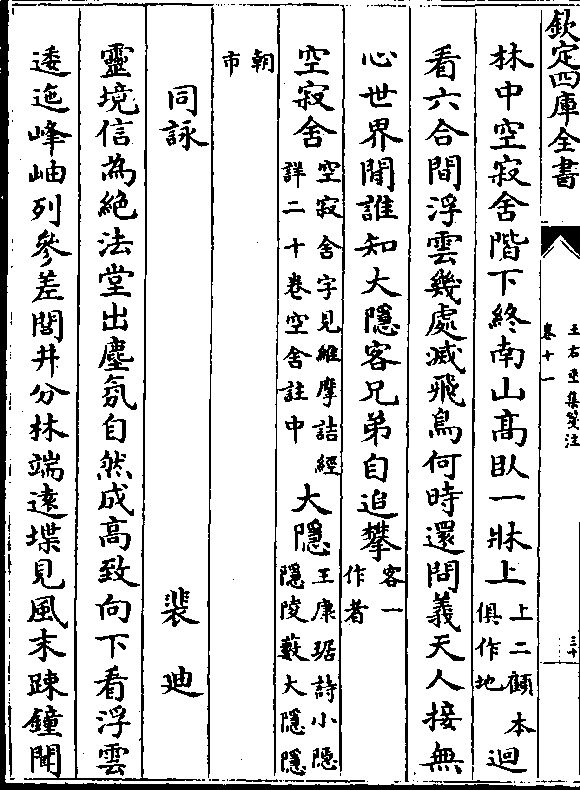 欽定四庫全書
王右丞集箋注
卷十一
林中空寂舍階下終南山高臥一牀上上二顧本俱作地迴
看六合間浮雲幾處滅飛鳥何時還問義天人接無
心世界閒誰知大隱客兄弟自追攀客一作者
空寂舍空寂舍字見維摩詰經詳二十卷空舍註中大隱王康琚詩小隱隱陵藪大隱隱
朝市
同詠 裴迪
靈境信為絶法堂出塵氛自然成高致向下看浮雲
逶迤峰岫列參差閭井分林端逺堞見風末踈鐘聞